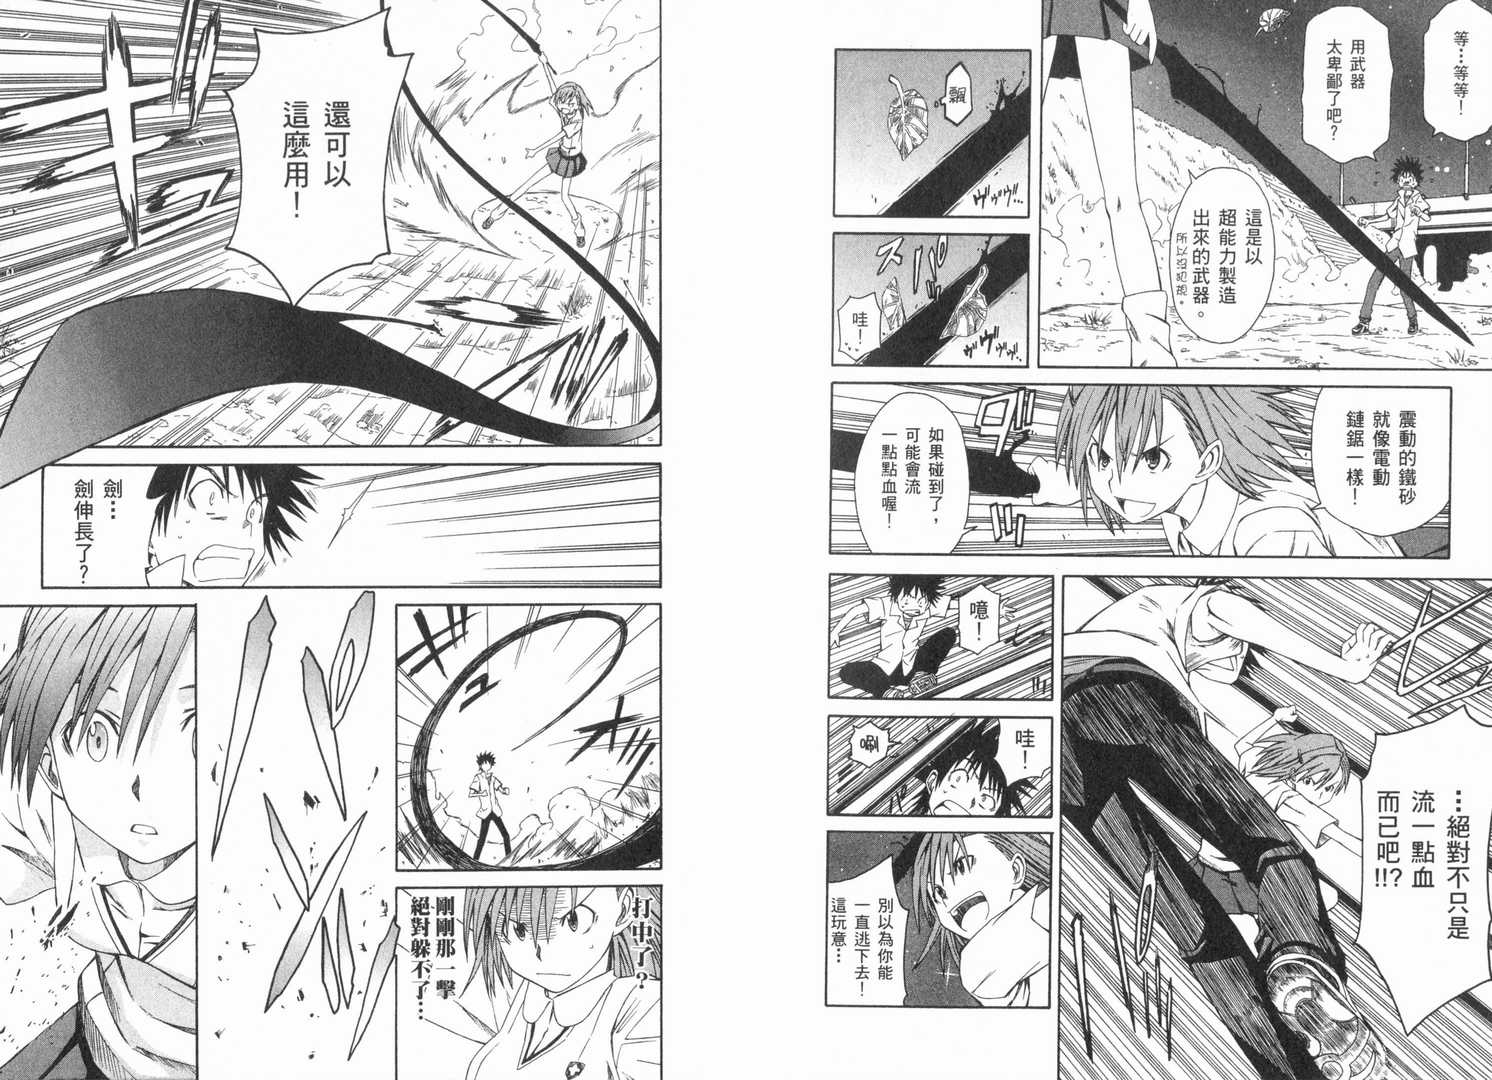 等…等等！
用武器
太卑鄙了吧？
這是以
超能力製造
出來的武器。
飄
哇！
震動的鐵砂
就像電動
鏈鋸一樣！
如果碰到了，
可能會流
一點點血喔！
…絕對不只是
流一點血
而已吧!!?
噫！
哇！
唰
別以為你能
一直逃下去！
這玩意…
還可以
這麼用！
劍…
劍伸長了？
打中了？
剛剛那一擊
絕對躲不了…